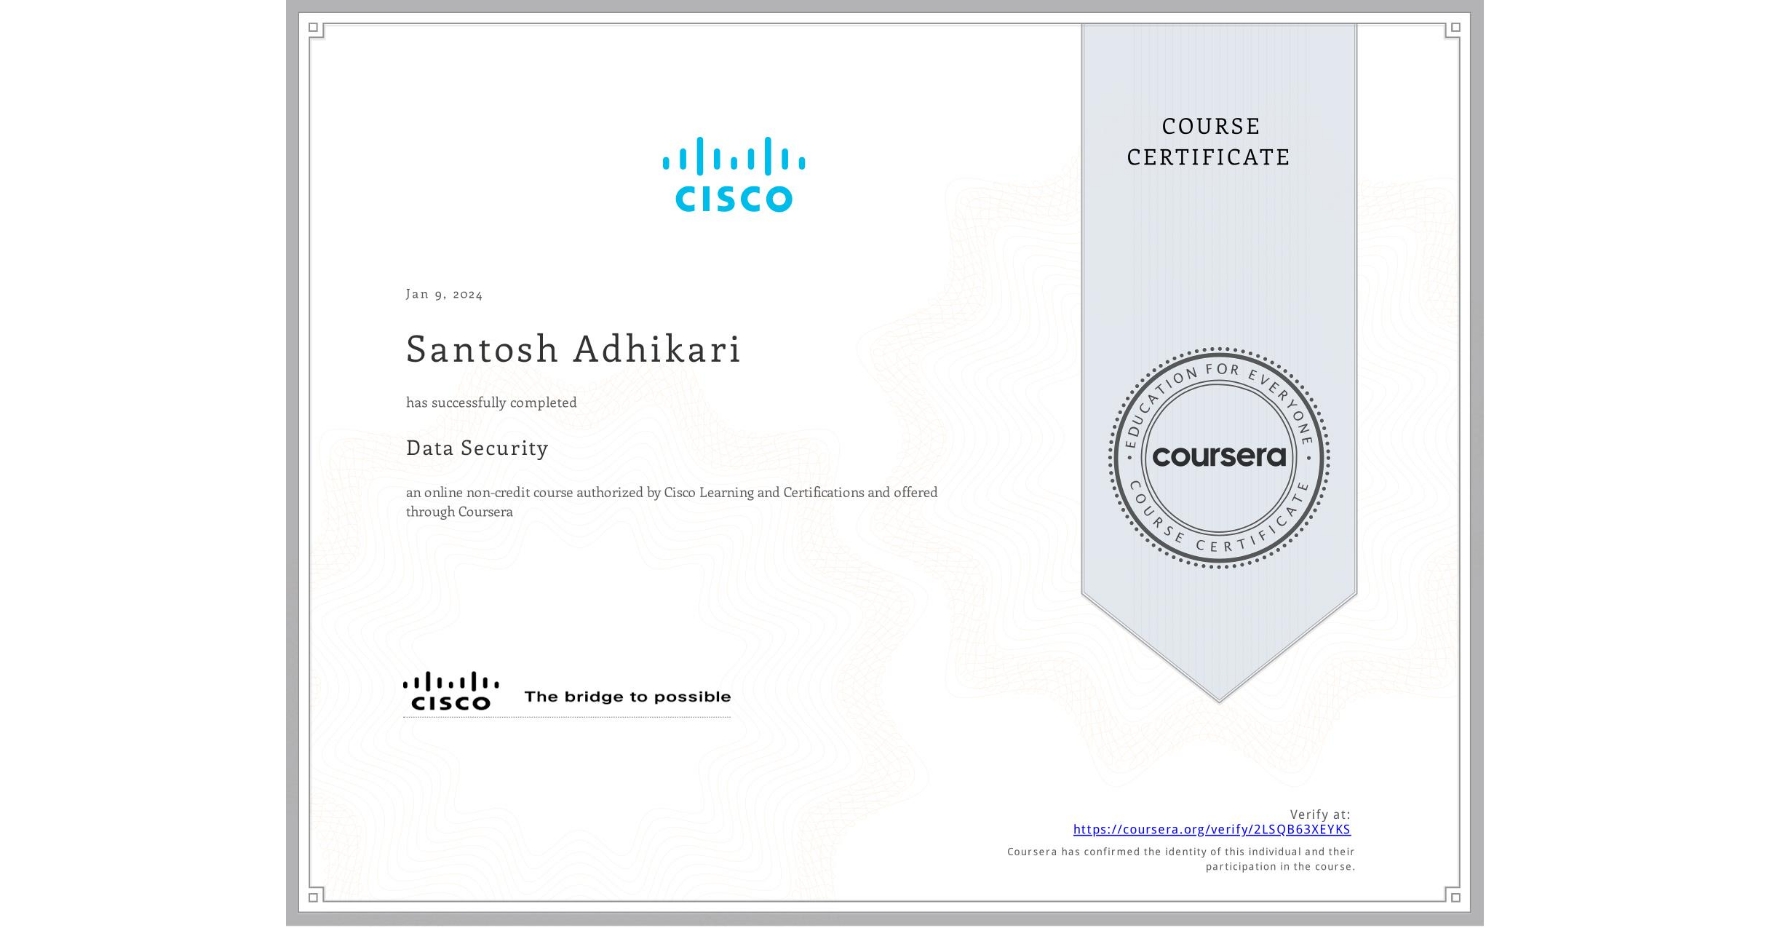 COURSE
CERTIFICATE
CISCO
Jan 9, 2024
Santosh Adhikari
has successfully completed
Data Security
an online non-credit course authorized by Cisco Learning and Certifications and offered
through Coursera
EDUCATION FOR EVERYONE
coursera
COURSE CERTIFICATE
CISCO The bridge to possible
Verify at:
https://coursera.org/verify/2LSQB63XEYKS
Coursera has confirmed the identity of this individual and their
participation in the course.